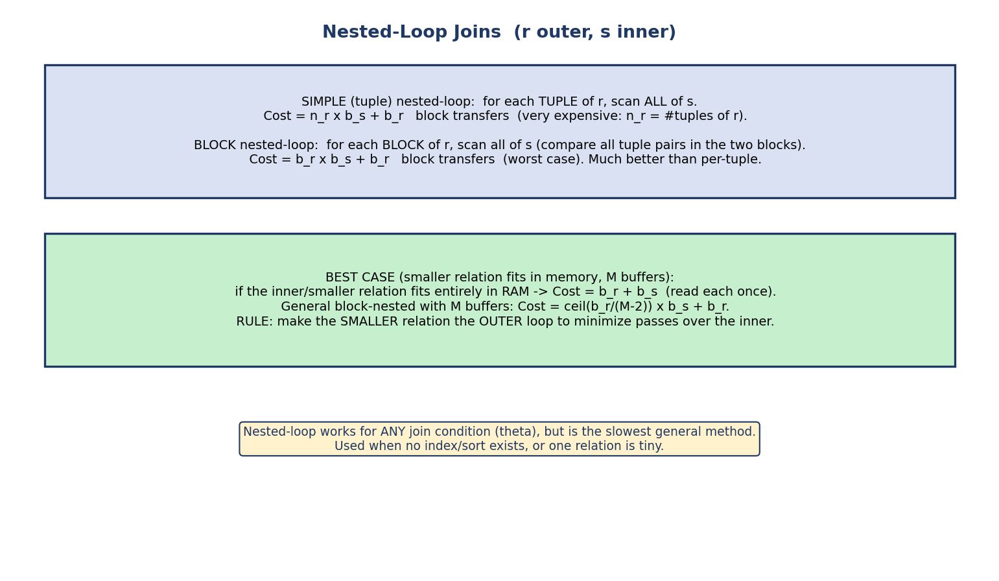 Nested-Loop Joins  (r outer, s inner)
SIMPLE (tuple) nested-loop:  for each TUPLE of r, scan ALL of s.
Cost = n_r x b_s + b_r   block transfers  (very expensive: n_r = #tuples of r).
BLOCK nested-loop:  for each BLOCK of r, scan all of s (compare all tuple pairs in the two blocks).
Cost = b_r x b_s + b_r   block transfers  (worst case). Much better than per-tuple.
BEST CASE (smaller relation fits in memory, M buffers):
if the inner/smaller relation fits entirely in RAM -> Cost = b_r + b_s  (read each once).
General block-nested with M buffers: Cost = ceil(b_r/(M-2)) x b_s + b_r.
RULE: make the SMALLER relation the OUTER loop to minimize passes over the inner.
Nested-loop works for ANY join condition (theta), but is the slowest general method.
Used when no index/sort exists, or one relation is tiny.